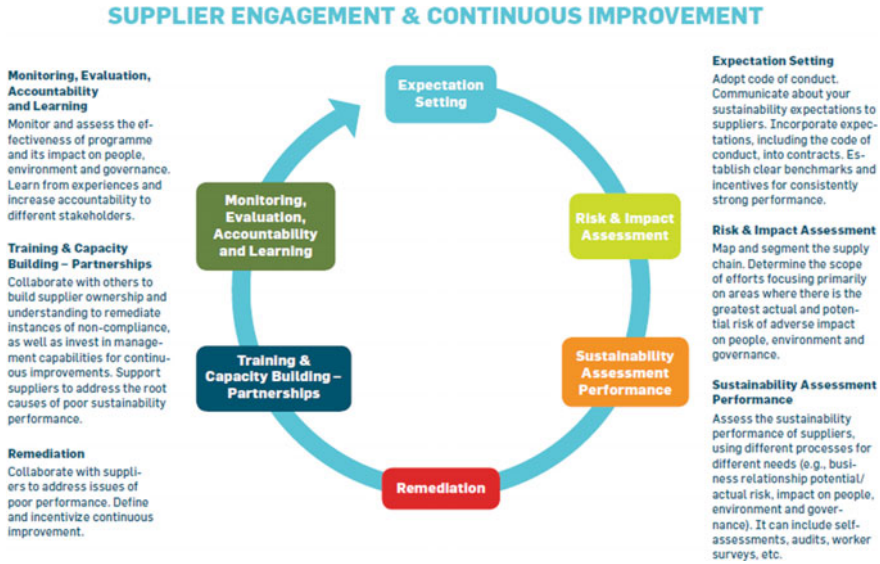 SUPPLIER ENGAGEMENT & CONTINUOUS IMPROVEMENT
Monitoring, Evaluation,
Accountability
and Learning
Monitor and assess the ef-
fectiveness of programme
and its impact on people,
environment and governance.
Learn from experiences and
increase accountability to
different stakeholders.
Training & Capacity
Building – Partnerships
Collaborate with others to
build supplier ownership and
understanding to remediate
instances of non-compliance,
as well as invest in manage-
ment capabilities for continu-
ous improvements. Support
suppliers to address the root
causes of poor sustainability
performance.
Remediation
Collaborate with suppli-
ers to address issues of
poor performance. Define
and incentivize continuous
improvement.
Expectation
Setting
Risk & Impact
Assessment
Sustainability
Assessment
Performance
Remediation
Training &
Capacity Building –
Partnerships
Monitoring,
Evaluation,
Accountability
and Learning
Expectation Setting
Adopt code of conduct.
Communicate about your
sustainability expectations to
suppliers. Incorporate expec-
tations, including the code of
conduct, into contracts. Es-
tablish clear benchmarks and
incentives for consistently
strong performance.
Risk & Impact Assessment
Map and segment the supply
chain. Determine the scope
of efforts focusing primarily
on areas where there is the
greatest actual and poten-
tial risk of adverse impact
on people, environment and
governance.
Sustainability Assessment
Performance
Assess the sustainability
performance of suppliers,
using different processes for
different needs (e.g., busi-
ness relationship potential/
actual risk, impact on people,
environment and gover-
nance). It can include self-
assessments, audits, worker
surveys, etc.